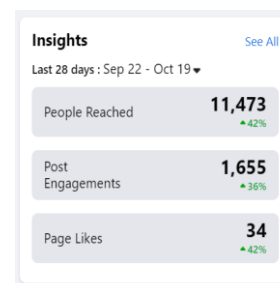 Insights See All
Last 28 days : Sep 22 - Oct 19
People Reached 11,473
42%
Post
Engagements 1,655
36%
Page Likes 34
42%